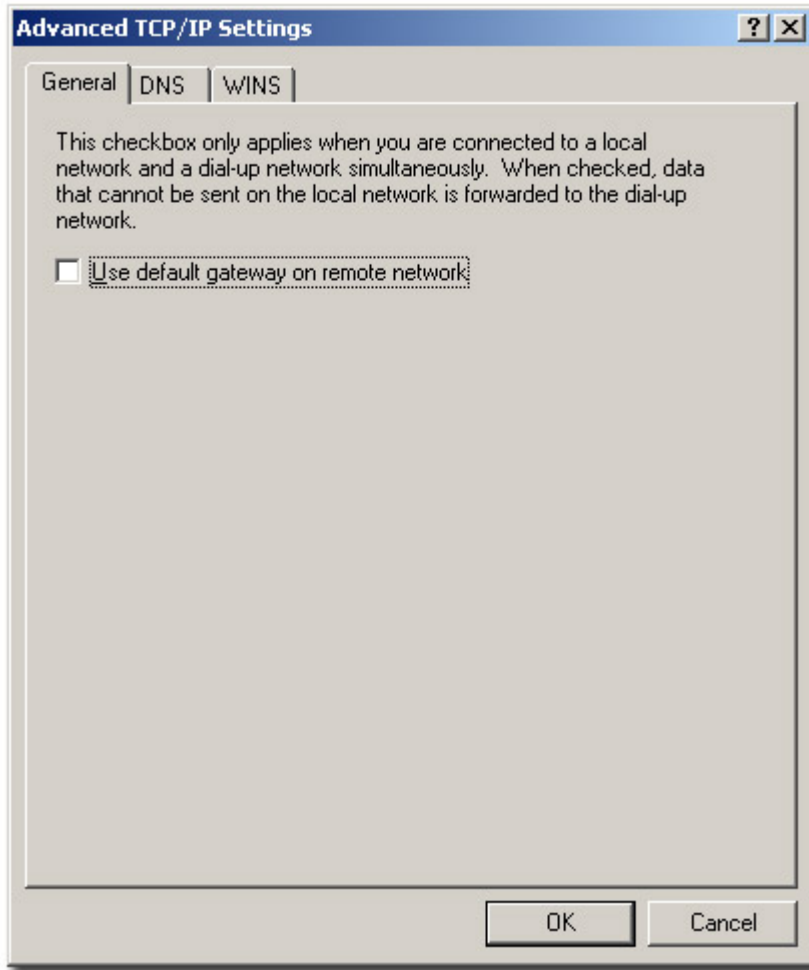 Advanced TCP/IP Settings
General DNS WINS
This checkbox only applies when you are connected to a local
network and a dial-up network simultaneously. When checked, data
that cannot be sent on the local network is forwarded to the dial-up
network.
Use default gateway on remote network
OK Cancel